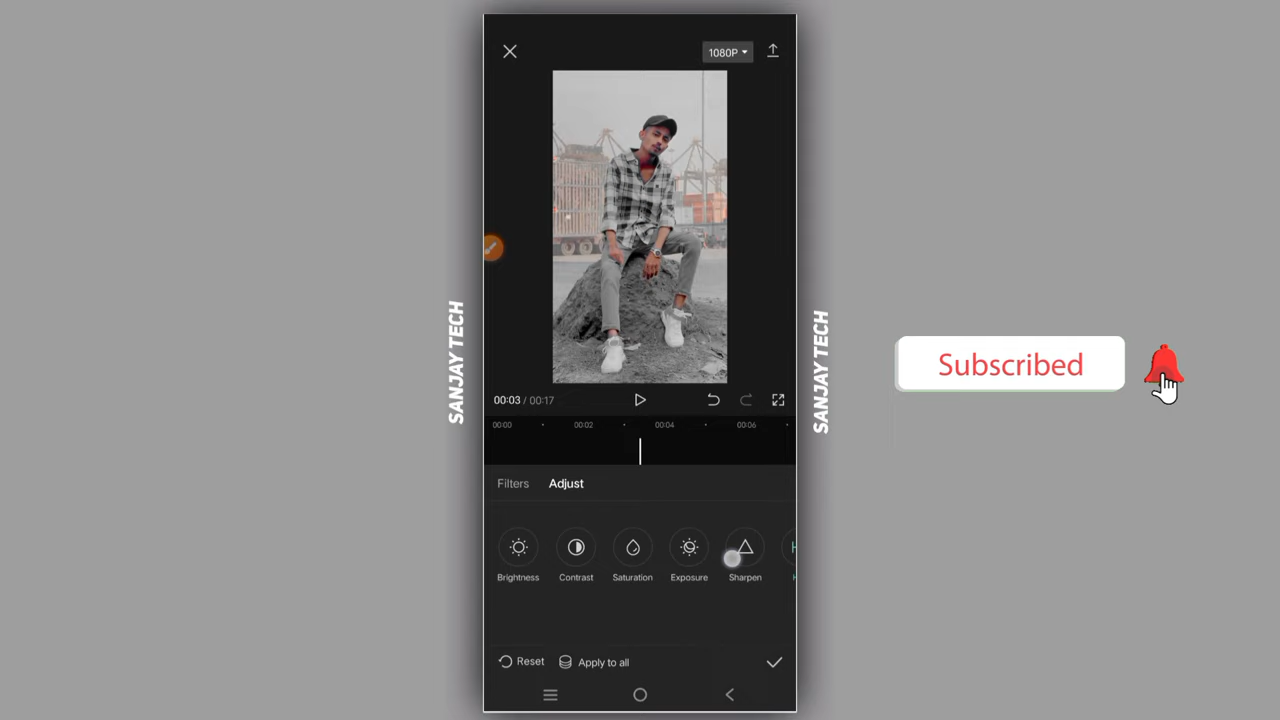 1080P
SANJAY TECH
SANJAY TECH
Subscribed
00:03 / 00:17
00:00
00:02
00:04
00:06
Filters
Adjust
Brightness
Contrast
Saturation
Exposure
Sharpen
Reset
Apply to all